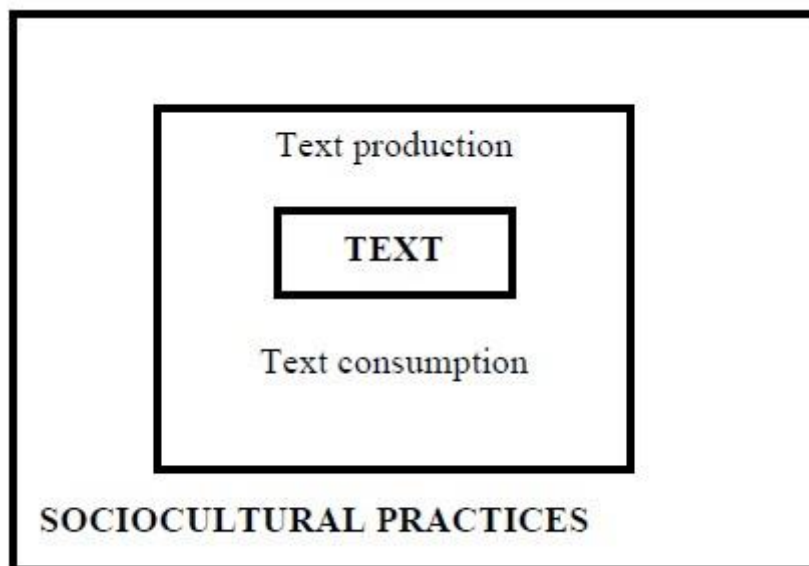 Text production
TEXT
Text consumption
SOCIOCULTURAL PRACTICES